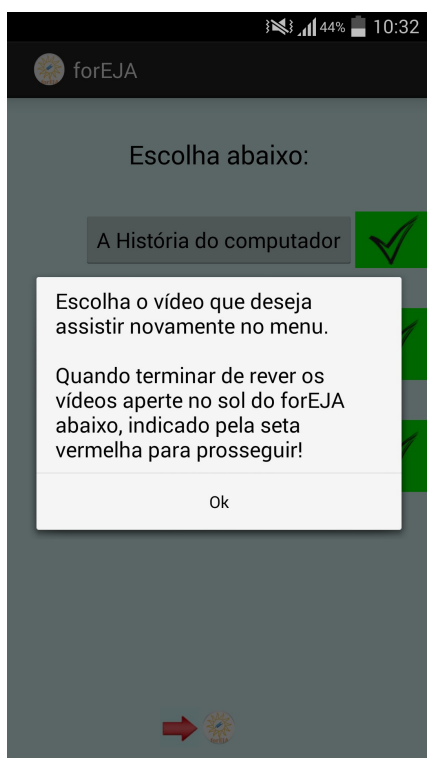 44% 10:32
forEJA
Escolha abaixo:
A História do computador
Escolha o vídeo que deseja
assistir novamente no menu.
Quando terminar de rever os
vídeos aperte no sol do forEJA
abaixo, indicado pela seta
vermelha para prosseguir!
Ok